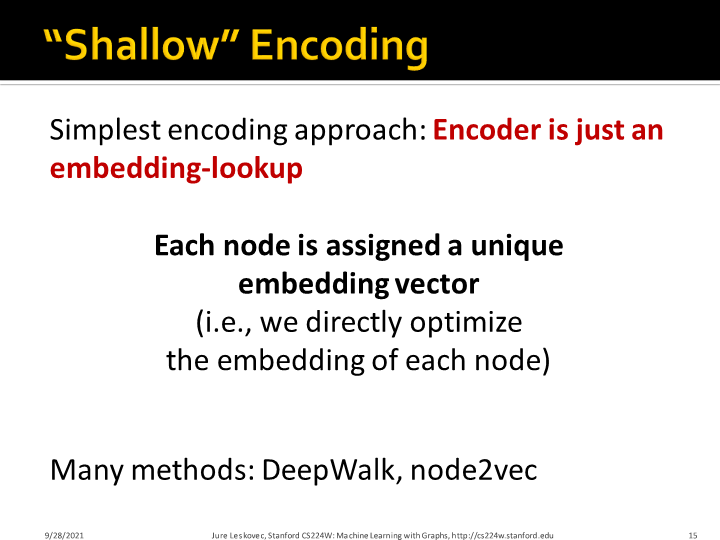 “Shallow” Encoding
Simplest encoding approach: Encoder is just an
embedding-lookup
Each node is assigned a unique
embedding vector
(i.e., we directly optimize
the embedding of each node)
Many methods: DeepWalk, node2vec
9/28/2021 Jure Leskovec, Stanford CS224W: Machine Learning with Graphs, http://cs224w.stanford.edu 15